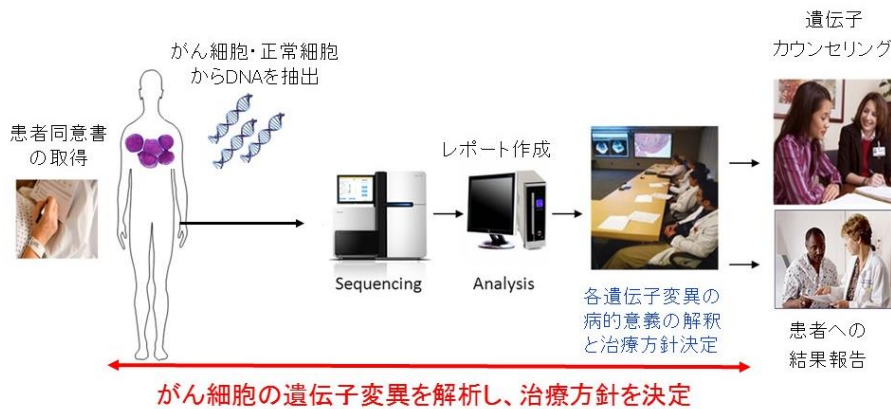 患者同意書
の取得
がん細胞・正常細胞
からDNAを抽出
Sequencing
レポート作成
Analysis
各遺伝子変異の
病的意義の解釈
と治療方針決定
遺伝子
カウンセリング
患者への
結果報告
がん細胞の遺伝子変異を解析し、治療方針を決定